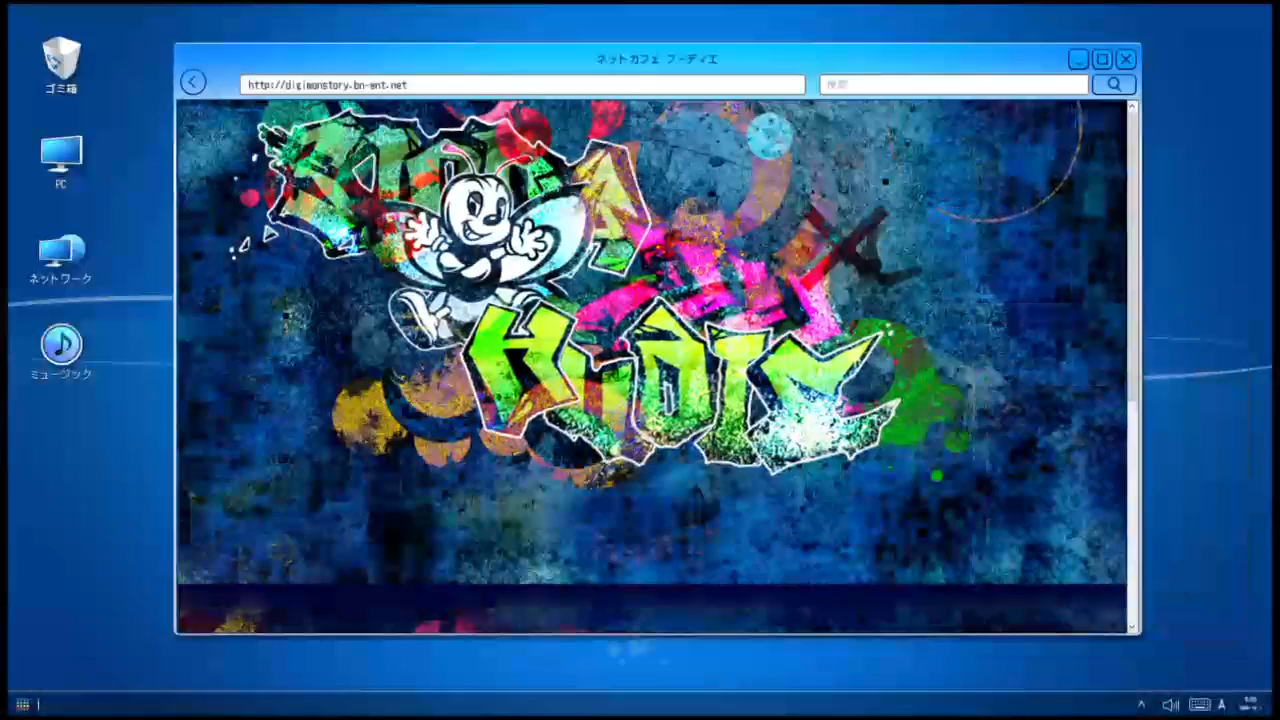 ネットカフェ フーディエ
http://digimonstory.bn-ent.net
検索
ゴミ箱
PC
ネットワーク
ミュージック
A